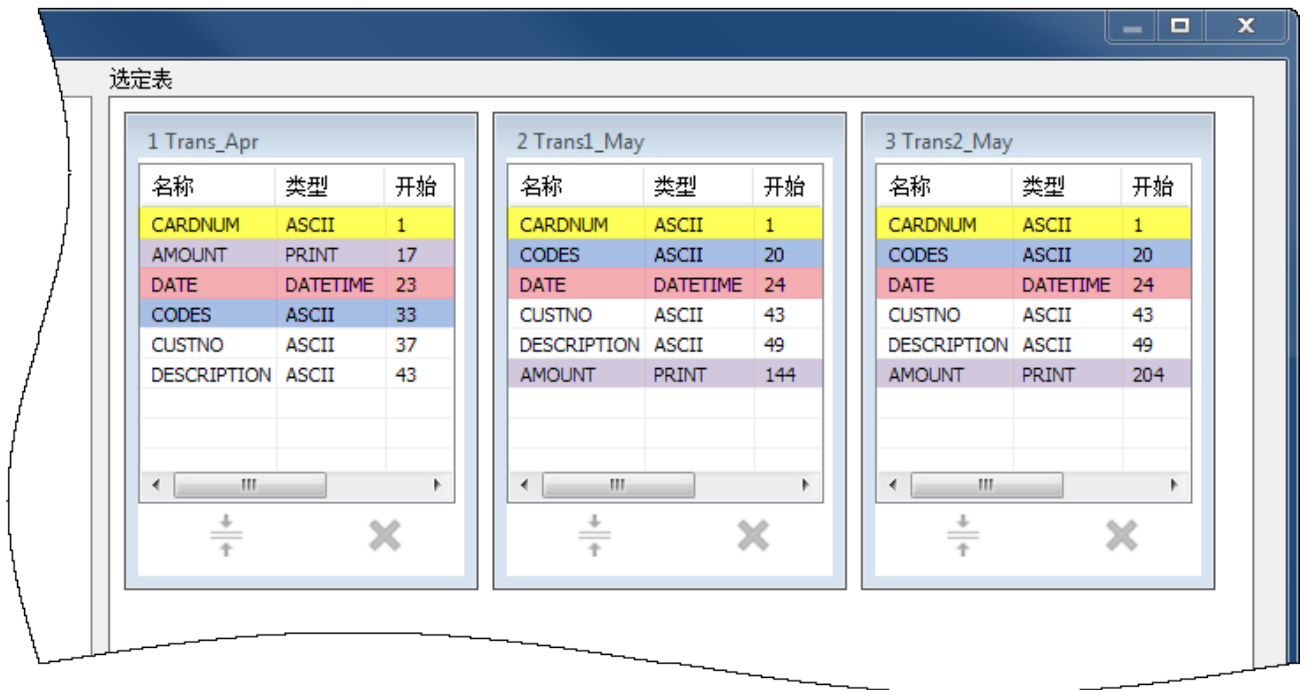 选定表
1 Trans_Apr
名称 类型 开始
CARDNUM ASCII 1
AMOUNT PRINT 17
DATE DATETIME 23
CODES ASCII 33
CUSTNO ASCII 37
DESCRIPTION ASCII 43
2 Trans1_May
名称 类型 开始
CARDNUM ASCII 1
CODES ASCII 20
DATE DATETIME 24
CUSTNO ASCII 43
DESCRIPTION ASCII 49
AMOUNT PRINT 144
3 Trans2_May
名称 类型 开始
CARDNUM ASCII 1
CODES ASCII 20
DATE DATETIME 24
CUSTNO ASCII 43
DESCRIPTION ASCII 49
AMOUNT PRINT 204